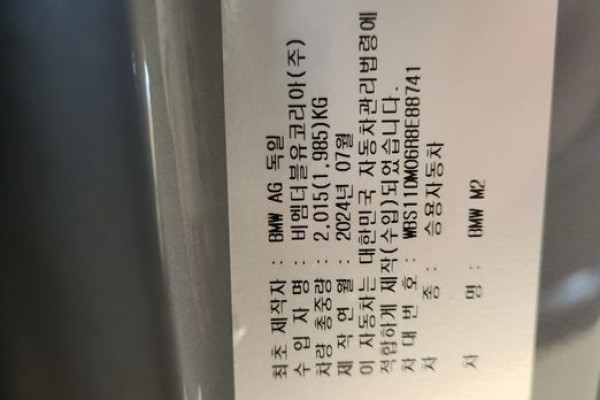 최초 제작자 : BMW AG 독일
수 입 자 명 : 비엠더블유코리아(주)
차량 총중량 : 2,015(1,985)KG
제 작 연 월 : 2024년 07월
이 자동차는 대한민국 자동차관리법령에
적합하게 제작(수입)되었습니다.
차 대 번 호 : WBS11DM06R8E88741
차 종 : 승용자동차
차 명 : BMW M2